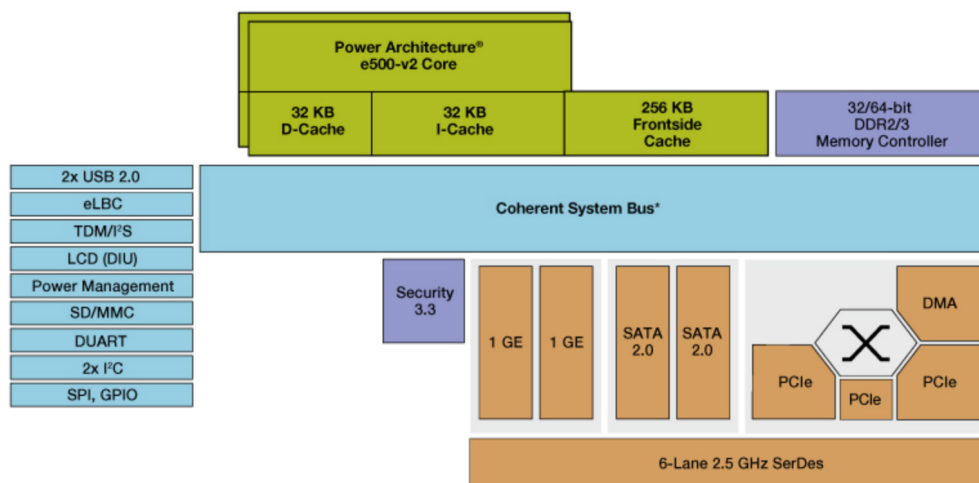 Power Architecture®
e500-v2 Core
32 KB
D-Cache
32 KB
I-Cache
256 KB
Frontside
Cache
32/64-bit
DDR2/3
Memory Controller
2x USB 2.0
eLBC
TDM/I²S
LCD (DIU)
Power Management
SD/MMC
DUART
2x I²C
SPI, GPIO
Coherent System Bus*
Security
3.3
1 GE
1 GE
SATA
2.0
SATA
2.0
DMA
PCIe
PCIe
PCIe
6-Lane 2.5 GHz SerDes